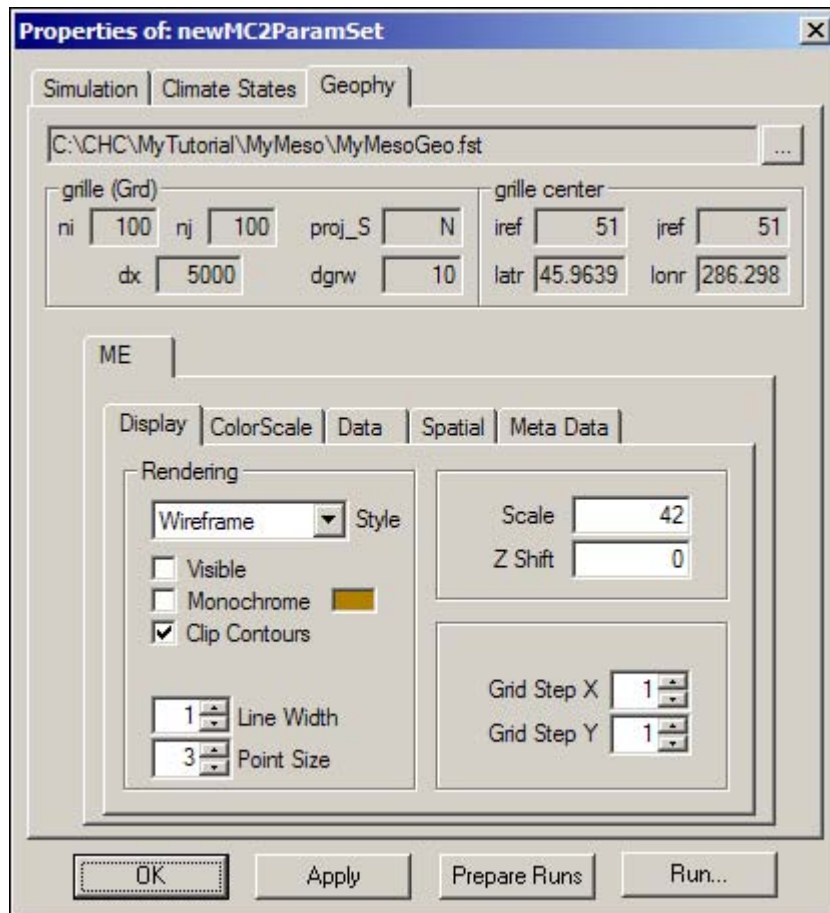 Properties of: newMC2ParamSet
Simulation Climate States Geophy
C:\CHC\MyTutorial\MyMeso\MyMesoGeo.fst ...
grille (Grd) grille center
ni 100 nj 100 proj_S N iref 51 jref 51
dx 5000 dgrw 10 latr 45.9639 lonr 286.298
ME
Display ColorScale Data Spatial Meta Data
Rendering
Wireframe Style Scale 42
Visible Z Shift 0
Monochrome
Clip Contours
Grid Step X 1
1 Line Width Grid Step Y 1
3 Point Size
OK Apply Prepare Runs Run...